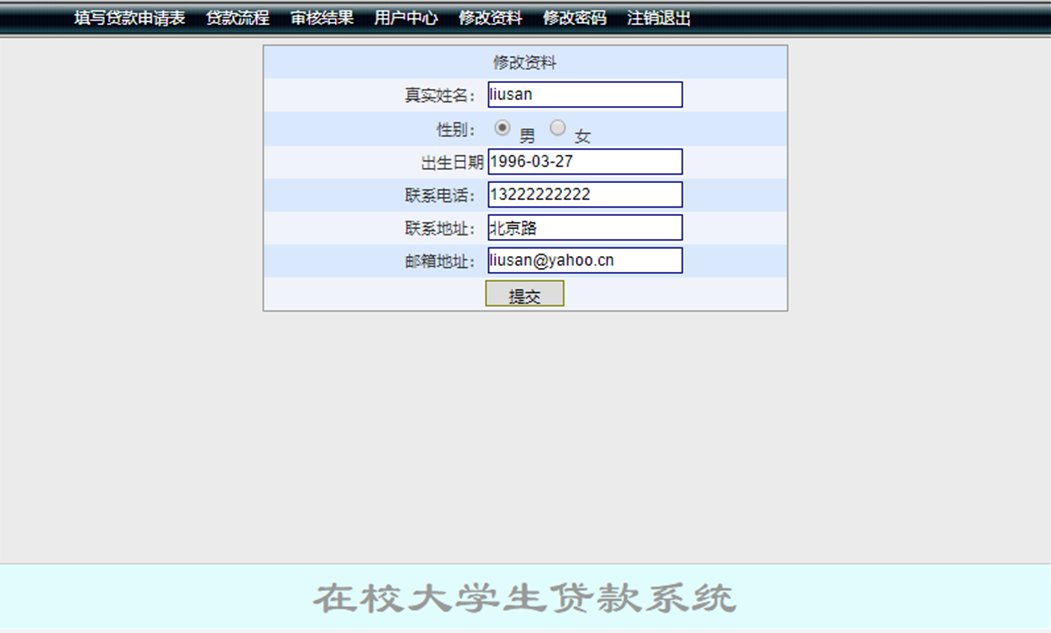 填写贷款申请表 贷款流程 审核结果 用户中心 修改资料 修改密码 注销退出
修改资料
真实姓名： liusan
性别： 男 女
出生日期 1996-03-27
联系电话： 13222222222
联系地址： 北京路
邮箱地址： liusan@yahoo.cn
提交
在校大学生贷款系统